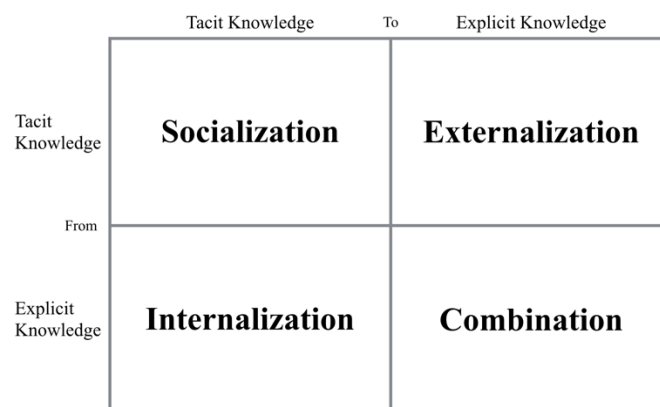 Tacit Knowledge To Explicit Knowledge
Tacit
Knowledge
Socialization Externalization
From
Explicit
Knowledge
Internalization Combination